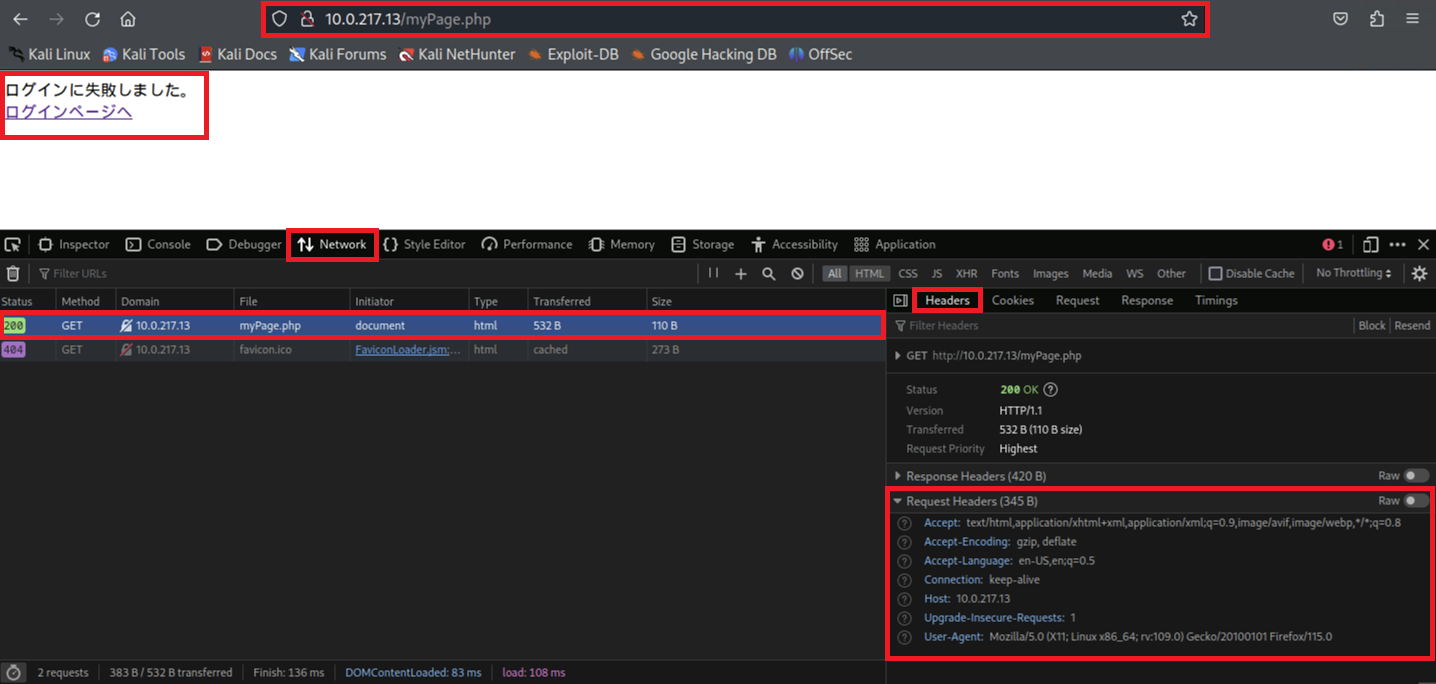 10.0.217.13/myPage.php
Kali Linux Kali Tools Kali Docs Kali Forums Kali NetHunter Exploit-DB Google Hacking DB OffSec
ログインに失敗しました。
ログインページへ
Inspector Console Debugger Network Style Editor Performance Memory Storage Accessibility Application 1
Filter URLs All HTML CSS JS XHR Fonts Images Media WS Other Disable Cache No Throttling
Status Method Domain File Initiator Type Transferred Size
200 GET 10.0.217.13 myPage.php document html 532 B 110 B
404 GET 10.0.217.13 favicon.ico FaviconLoader.jsm:... html cached 273 B
Headers Cookies Request Response Timings
Filter Headers Block Resend
GET http://10.0.217.13/myPage.php
Status 200 OK
Version HTTP/1.1
Transferred 532 B (110 B size)
Request Priority Highest
Response Headers (420 B) Raw
Request Headers (345 B) Raw
Accept: text/html,application/xhtml+xml,application/xml;q=0.9,image/avif,image/webp,*/*;q=0.8
Accept-Encoding: gzip, deflate
Accept-Language: en-US,en;q=0.5
Connection: keep-alive
Host: 10.0.217.13
Upgrade-Insecure-Requests: 1
User-Agent: Mozilla/5.0 (X11; Linux x86_64; rv:109.0) Gecko/20100101 Firefox/115.0
2 requests 383 B / 532 B transferred Finish: 136 ms DOMContentLoaded: 83 ms load: 108 ms